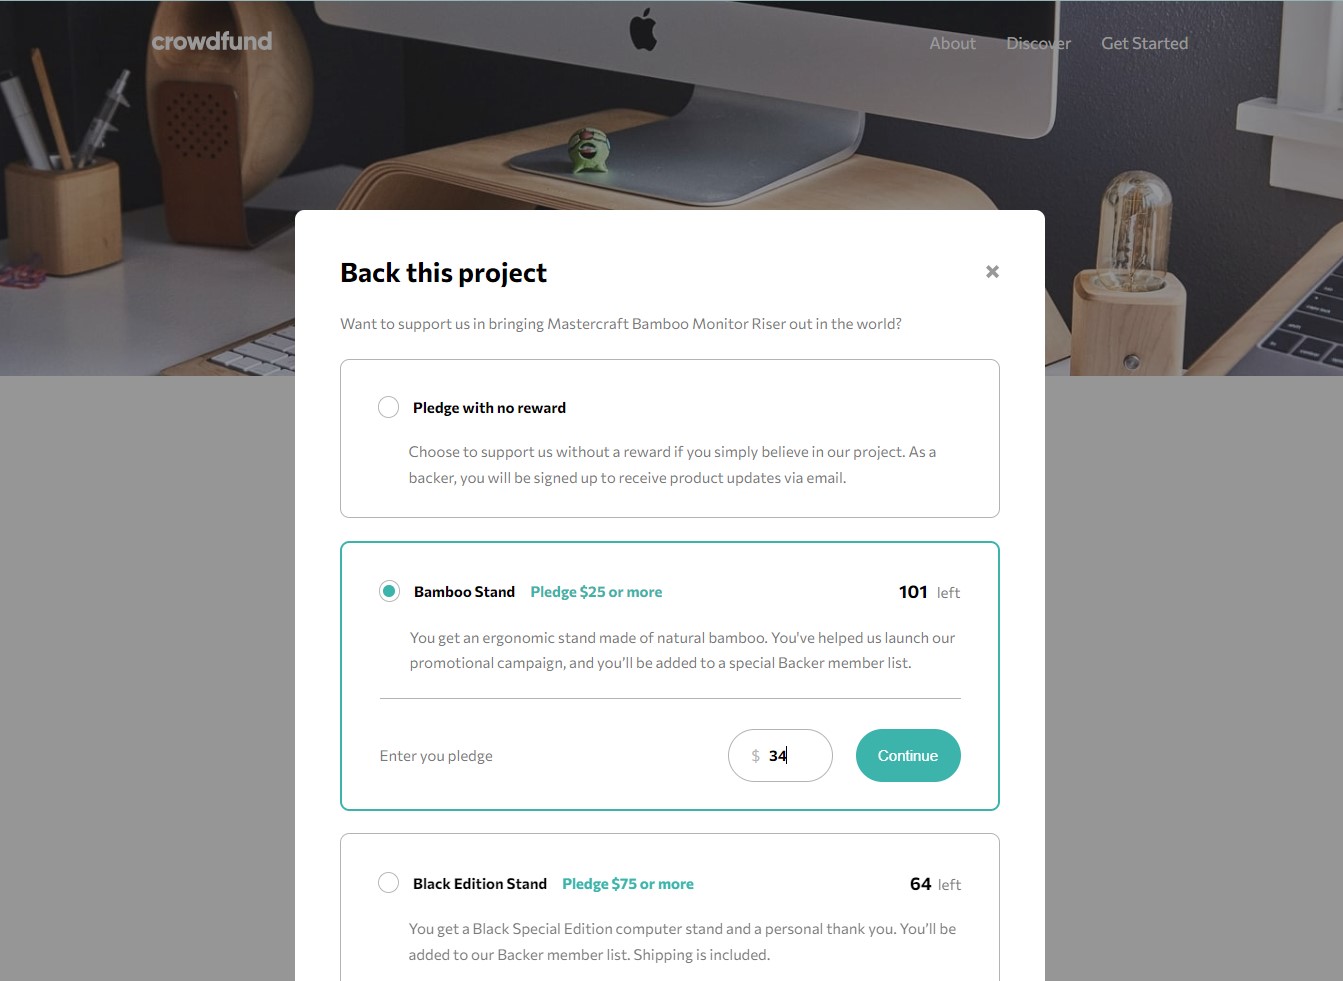 crowdfund
About Discover Get Started
Back this project
Want to support us in bringing Mastercraft Bamboo Monitor Riser out in the world?
Pledge with no reward
Choose to support us without a reward if you simply believe in our project. As a
backer, you will be signed up to receive product updates via email.
Bamboo Stand Pledge $25 or more 101 left
You get an ergonomic stand made of natural bamboo. You've helped us launch our
promotional campaign, and you’ll be added to a special Backer member list.
Enter you pledge $ 34 Continue
Black Edition Stand Pledge $75 or more 64 left
You get a Black Special Edition computer stand and a personal thank you. You’ll be
added to our Backer member list. Shipping is included.